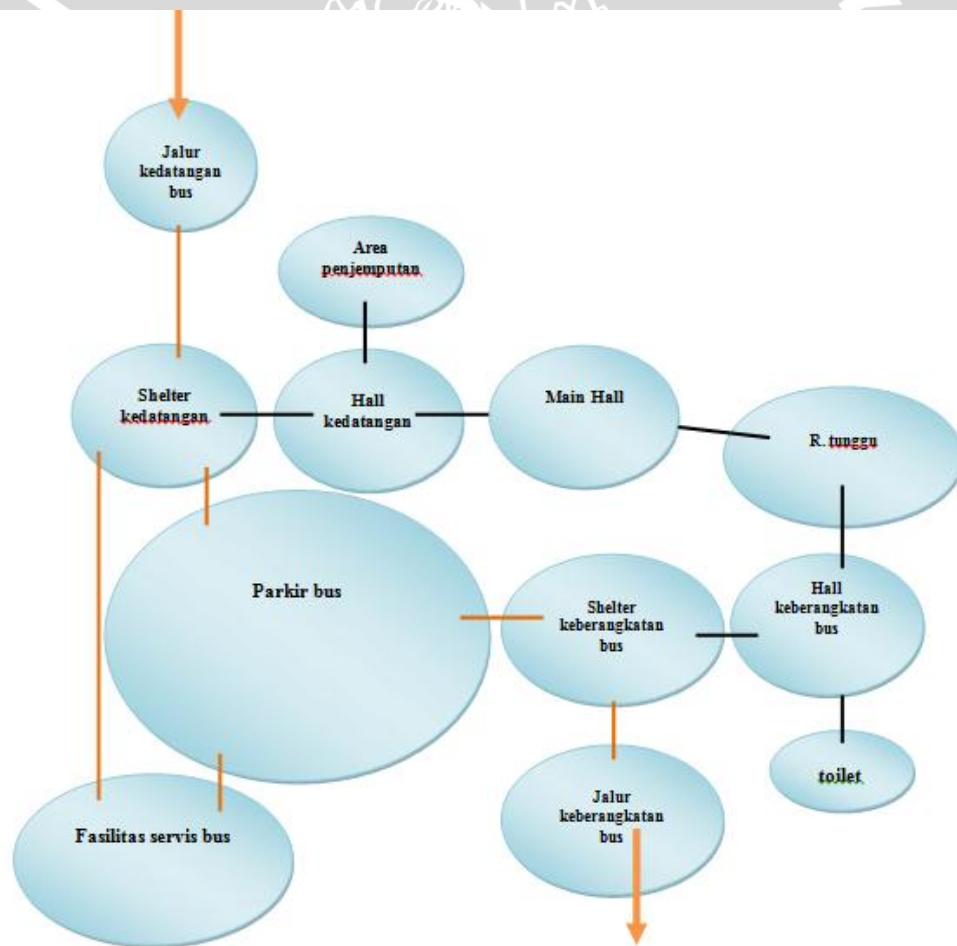 Jalur
kedatangan
bus
Area
penjemputan
Shelter
kedatangan
Hall
kedatangan
Main Hall
R. tunggu
Parkir bus
Shelter
keberangkatan
bus
Hall
keberangkatan
bus
toilet
Jalur
keberangkatan
bus
Fasilitas servis bus